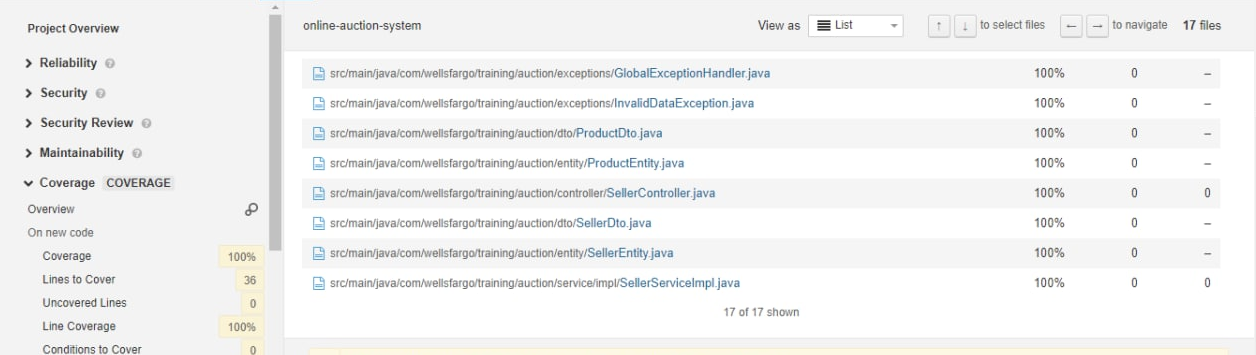 Project Overview
Reliability ?
Security ?
Security Review ?
Maintainability ?
Coverage COVERAGE
Overview
On new code
Coverage 100%
Lines to Cover 36
Uncovered Lines 0
Line Coverage 100%
Conditions to Cover 0
online-auction-system View as List ↑ ↓ to select files ← → to navigate 17 files
src/main/java/com/wellsfargo/training/auction/exceptions/GlobalExceptionHandler.java 100% 0 –
src/main/java/com/wellsfargo/training/auction/exceptions/InvalidDataException.java 100% 0 –
src/main/java/com/wellsfargo/training/auction/dto/ProductDto.java 100% 0 –
src/main/java/com/wellsfargo/training/auction/entity/ProductEntity.java 100% 0 –
src/main/java/com/wellsfargo/training/auction/controller/SellerController.java 100% 0 0
src/main/java/com/wellsfargo/training/auction/dto/SellerDto.java 100% 0 –
src/main/java/com/wellsfargo/training/auction/entity/SellerEntity.java 100% 0 –
src/main/java/com/wellsfargo/training/auction/service/impl/SellerServiceImpl.java 100% 0 0
17 of 17 shown